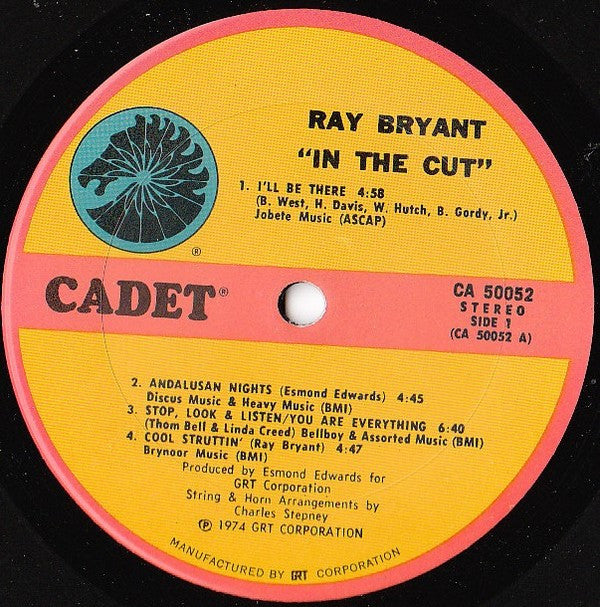 RAY BRYANT
"IN THE CUT"
1. I'LL BE THERE 4:58
(B. West, H. Davis, W. Hutch, B. Gordy, Jr.)
Jobete Music (ASCAP)
®
CADET®
CA 50052
STEREO
SIDE 1
(CA 50052 A)
2. ANDALUSAN NIGHTS (Esmond Edwards) 4:45
Discus Music & Heavy Music (BMI)
3. STOP, LOOK & LISTEN/YOU ARE EVERYTHING 6:40
(Thom Bell & Linda Creed) Bellboy & Assorted Music (BMI)
4. COOL STRUTTIN' (Ray Bryant) 4:47
Brynoor Music (BMI)
Produced by Esmond Edwards for
GRT Corporation
String & Horn Arrangements by
Charles Stepney
℗ 1974 GRT CORPORATION
MANUFACTURED BY GRT CORPORATION